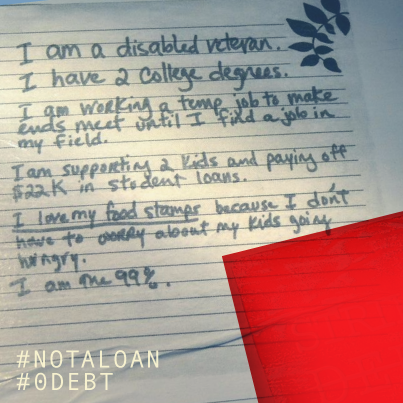 I am a disabled veteran.
I have 2 College degrees.
I am working a temp job to make
ends meet until I find a job in
my field.
I am supporting 2 kids and paying off
$22K in student loans.
I love my food stamps because I don't
have to worry about my kids going
hungry.
I am the 99%.
#NOTALOAN
#0DEBT